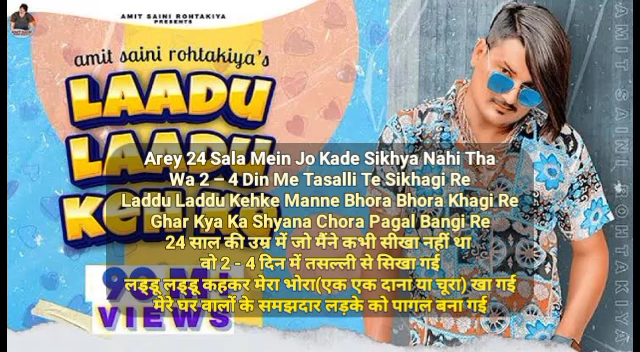 AMIT SAINI ROHTAKIYA
PRESENTS
amit saini rohtakiya's
LAADU
LAADU
KEHKE
Arey 24 Sala Mein Jo Kade Sikhya Nahi Tha
Wa 2 – 4 Din Me Tasalli Te Sikhagi Re
Laddu Laddu Kehke Manne Bhora Bhora Khagi Re
Ghar Kya Ka Shyana Chora Pagal Bangi Re
24 साल की उम्र में जो मैंने कभी सीखा नहीं था
वो 2 - 4 दिन में तसल्ली से सिखा गई
लड्डू लड्डू कहकर मेरा भोरा(एक एक दाना या चूरा) खा गई
मेरे घर वालों के समझदार लड़के को पागल बना गई
VIEWS
AMIT SAINI ROHTAKIYA